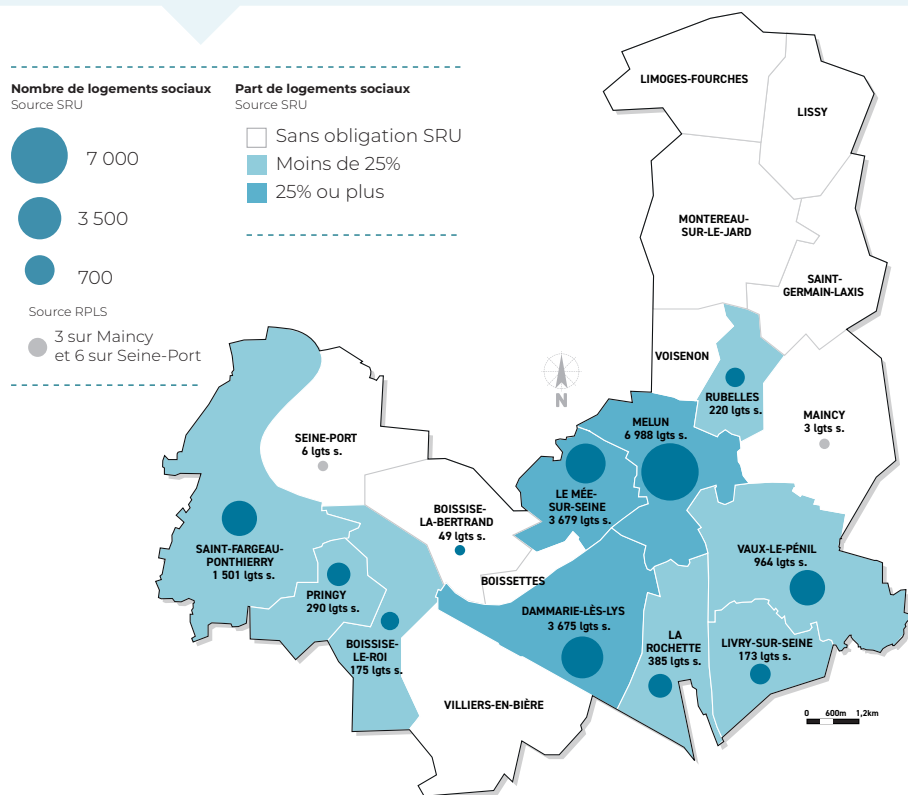 Nombre de logements sociaux
Source SRU
7 000
3 500
700
Source RPLS
3 sur Maincy
et 6 sur Seine-Port
Part de logements sociaux
Source SRU
Sans obligation SRU
Moins de 25%
25% ou plus
LIMOGES-FOURCHES
LISSY
MONTEREAU-
SUR-LE-JARD
SAINT-
GERMAIN-LAXIS
VOISENON
RUBELLES
220 lgts s.
MAINCY
3 lgts s.
N
MELUN
6 988 lgts s.
SEINE-PORT
6 lgts s.
LE MÉE-
SUR-SEINE
3 679 lgts s.
BOISSISE-
LA-BERTRAND
49 lgts s.
SAINT-FARGEAU-
PONTHIERRY
1 501 lgts s.
VAUX-LE-PÉNIL
964 lgts s.
BOISSETTES
PRINGY
290 lgts s.
DAMMARIE-LÈS-LYS
3 675 lgts s.
BOISSISE-
LE-ROI
175 lgts s.
LA
ROCHETTE
385 lgts s.
LIVRY-SUR-SEINE
173 lgts s.
VILLIERS-EN-BIÈRE
0 600m 1,2km